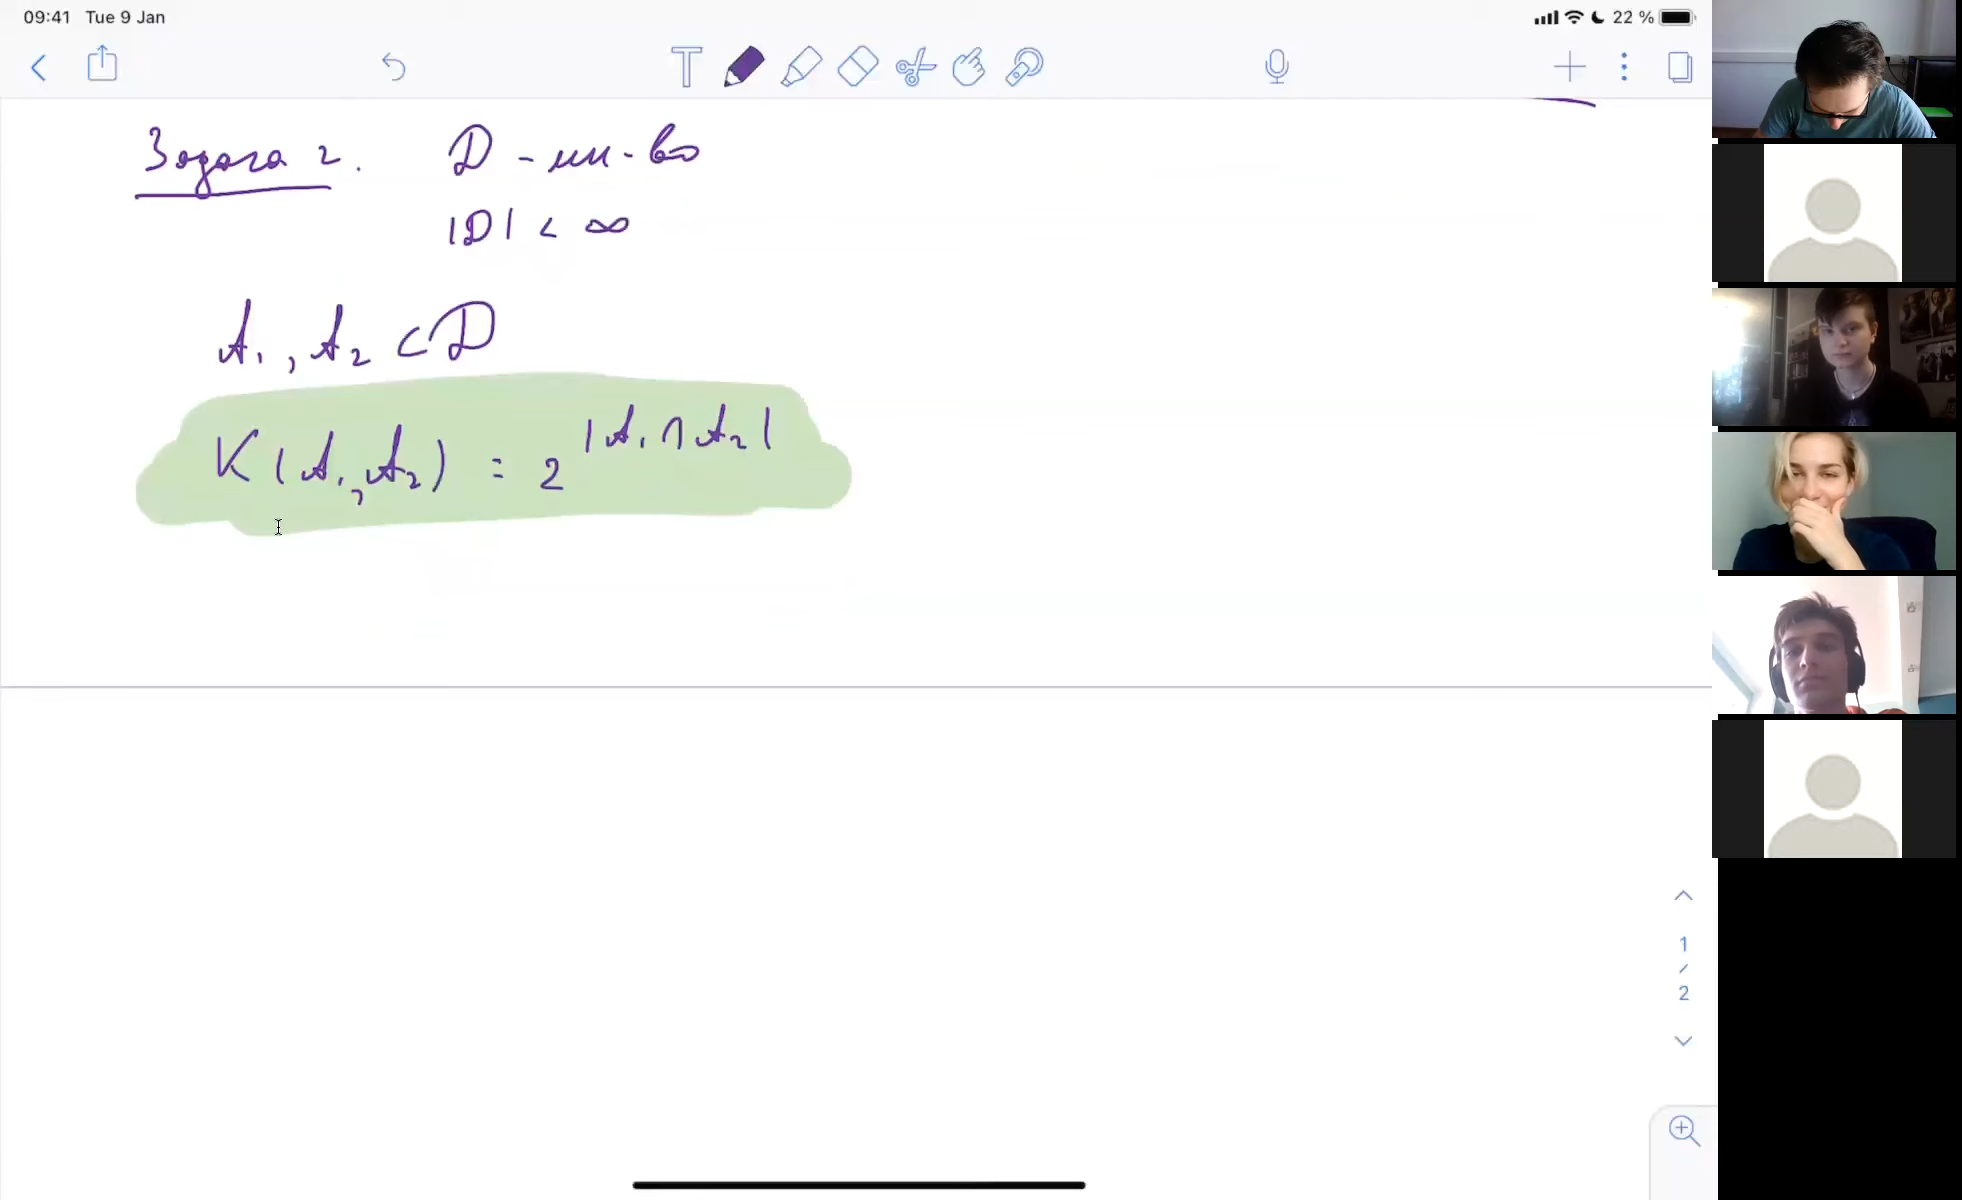 09:41 Tue 9 Jan
22 %
Задача 2. D - мн-во
|D| < ∞
A₁, A₂ ⊂ D
K(A₁, A₂) = 2^|A₁ ∩ A₂|
1
/
2